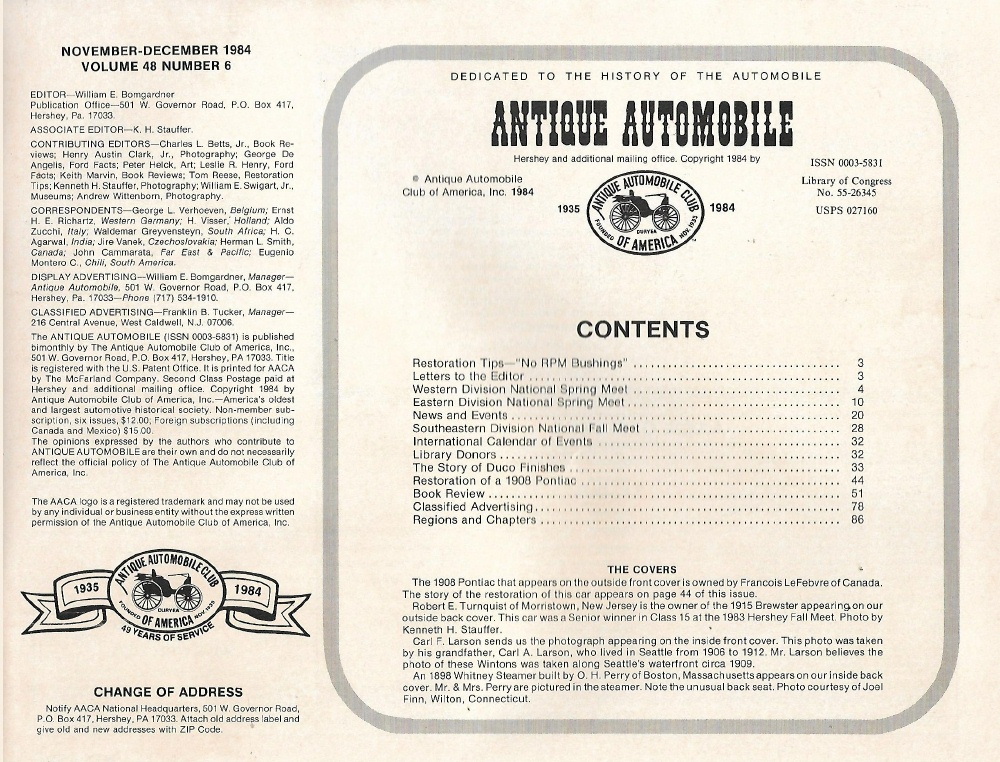 NOVEMBER-DECEMBER 1984
VOLUME 48 NUMBER 6
EDITOR—William E. Bomgardner
Publication Office—501 W. Governor Road, P.O. Box 417,
Hershey, Pa. 17033.
ASSOCIATE EDITOR—K. H. Stauffer.
CONTRIBUTING EDITORS—Charles L. Betts, Jr., Book Re-
views; Henry Austin Clark, Jr., Photography; George De
Angelis, Ford Facts; Peter Helck, Art; Leslie R. Henry, Ford
Facts; Keith Marvin, Book Reviews; Tom Reese, Restoration
Tips; Kenneth H. Stauffer, Photography; William E. Swigart, Jr.,
Museums; Andrew Wittenborn, Photography.
CORRESPONDENTS—George L. Verhoeven, Belgium; Ernst
H. E. Richartz, Western Germany; H. Visser, Holland; Aldo
Zucchi, Italy; Waldemar Greyvensteyn, South Africa; H. C.
Agarwal, India; Jire Vanek, Czechoslovakia; Herman L. Smith,
Canada; John Cammarata, Far East & Pacific; Eugenio
Montero C., Chili, South America.
DISPLAY ADVERTISING—William E. Bomgardner, Manager—
Antique Automobile, 501 W. Governor Road, P.O. Box 417,
Hershey, Pa. 17033—Phone (717) 534-1910.
CLASSIFIED ADVERTISING—Franklin B. Tucker, Manager—
216 Central Avenue, West Caldwell, N.J. 07006.
The ANTIQUE AUTOMOBILE (ISSN 0003-5831) is published
bimonthly by The Antique Automobile Club of America, Inc.,
501 W. Governor Road, P.O. Box 417, Hershey, PA 17033. Title
is registered with the U.S. Patent Office. It is printed for AACA
by The McFarland Company. Second Class Postage paid at
Hershey and additional mailing office. Copyright 1984 by
Antique Automobile Club of America, Inc.—America's oldest
and largest automotive historical society. Non-member sub-
scription, six issues, $12.00; Foreign subscriptions (including
Canada and Mexico) $15.00.
The opinions expressed by the authors who contribute to
ANTIQUE AUTOMOBILE are their own and do not necessarily
reflect the official policy of The Antique Automobile Club of
America, Inc.
The AACA logo is a registered trademark and may not be used
by any individual or business entity without the express written
permission of the Antique Automobile Club of America, Inc.
1935
ANTIQUE AUTOMOBILE CLUB
OF AMERICA
FOUNDED
DURYEA
NOV. 1935
1984
49 YEARS OF SERVICE
CHANGE OF ADDRESS
Notify AACA National Headquarters, 501 W. Governor Road,
P.O. Box 417, Hershey, PA 17033. Attach old address label and
give old and new addresses with ZIP Code.
DEDICATED TO THE HISTORY OF THE AUTOMOBILE
ANTIQUE AUTOMOBILE
Hershey and additional mailing office. Copyright 1984 by
© Antique Automobile
Club of America, Inc. 1984
ISSN 0003-5831
Library of Congress
No. 55-26345
USPS 027160
1935
ANTIQUE AUTOMOBILE CLUB
OF AMERICA
FOUNDED
DURYEA
NOV. 1935
1984
CONTENTS
Restoration Tips—"No RPM Bushings" .......... 3
Letters to the Editor .......... 3
Western Division National Spring Meet .......... 4
Eastern Division National Spring Meet .......... 10
News and Events .......... 20
Southeastern Division National Fall Meet .......... 28
International Calendar of Events .......... 32
Library Donors .......... 32
The Story of Duco Finishes .......... 33
Restoration of a 1908 Pontiac .......... 44
Book Review .......... 51
Classified Advertising .......... 78
Regions and Chapters .......... 86
THE COVERS
The 1908 Pontiac that appears on the outside front cover is owned by Francois LeFebvre of Canada.
The story of the restoration of this car appears on page 44 of this issue.
Robert E. Turnquist of Morristown, New Jersey is the owner of the 1915 Brewster appearing on our
outside back cover. This car was a Senior winner in Class 15 at the 1983 Hershey Fall Meet. Photo by
Kenneth H. Stauffer.
Carl F. Larson sends us the photograph appearing on the inside front cover. This photo was taken
by his grandfather, Carl A. Larson, who lived in Seattle from 1906 to 1912. Mr. Larson believes the
photo of these Wintons was taken along Seattle's waterfront circa 1909.
An 1898 Whitney Steamer built by O. H. Perry of Boston, Massachusetts appears on our inside back
cover. Mr. & Mrs. Perry are pictured in the steamer. Note the unusual back seat. Photo courtesy of Joel
Finn, Wilton, Connecticut.